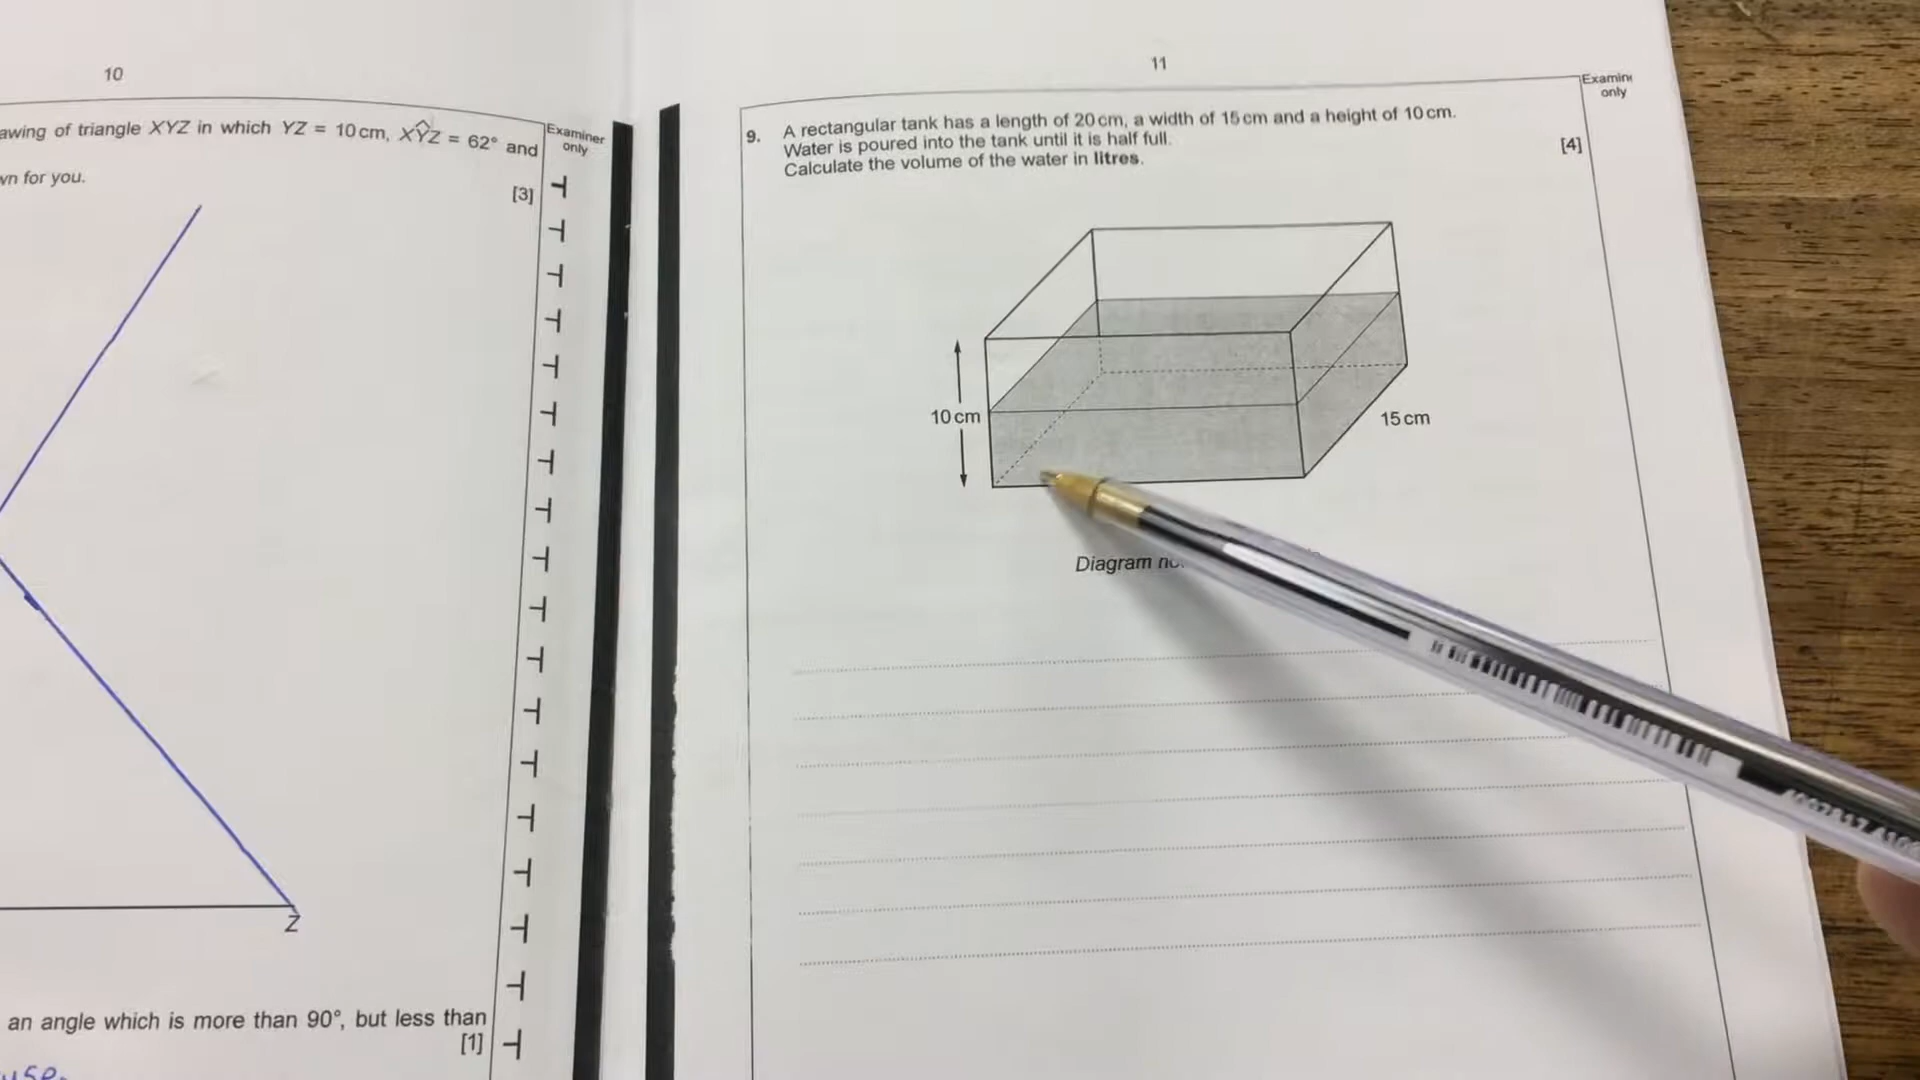 10
awing of triangle XYZ in which YZ = 10 cm, XŶZ = 62° and
wn for you.
[3]
Examiner
only
Z
an angle which is more than 90°, but less than
[1]
use.
11
Examine
only
9. A rectangular tank has a length of 20 cm, a width of 15 cm and a height of 10 cm.
Water is poured into the tank until it is half full.
Calculate the volume of the water in litres.
[4]
10 cm
15 cm
Diagram no